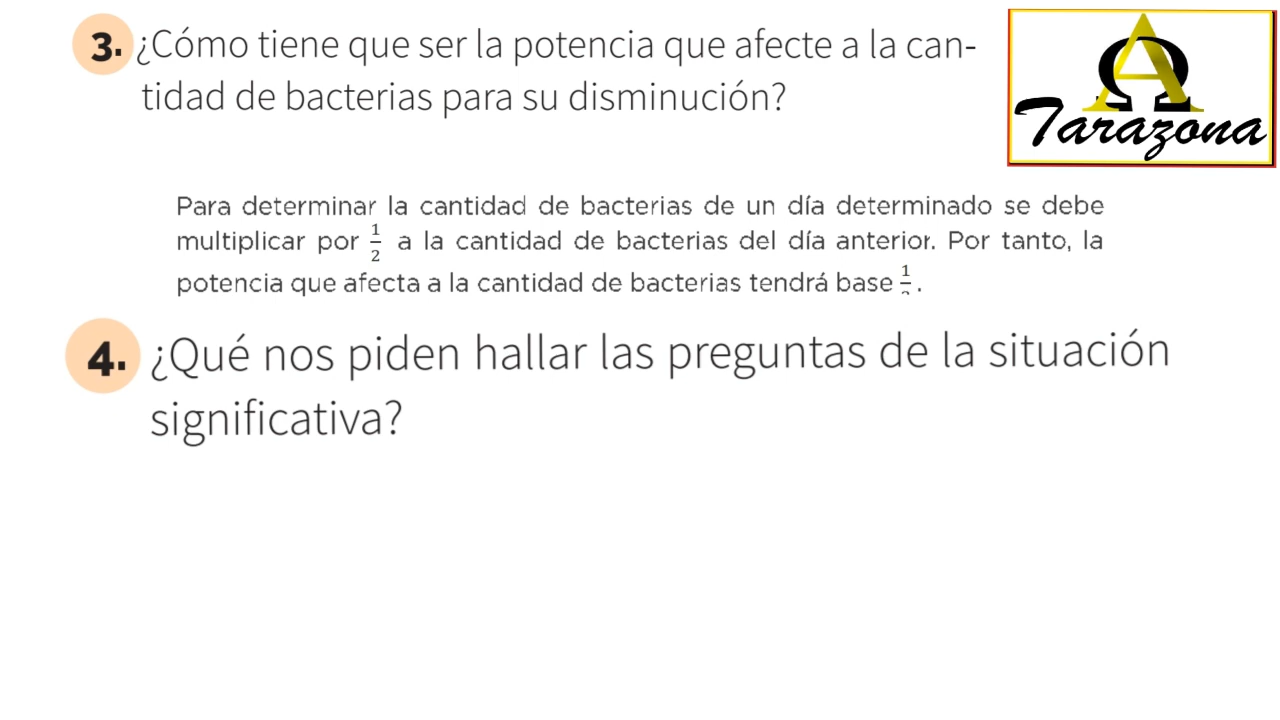 3. ¿Cómo tiene que ser la potencia que afecte a la can-
tidad de bacterias para su disminución?
AΩ
Tarazona
Para determinar la cantidad de bacterias de un día determinado se debe
multiplicar por 1/2 a la cantidad de bacterias del día anterior. Por tanto, la
potencia que afecta a la cantidad de bacterias tendrá base 1/2.
4. ¿Qué nos piden hallar las preguntas de la situación
significativa?